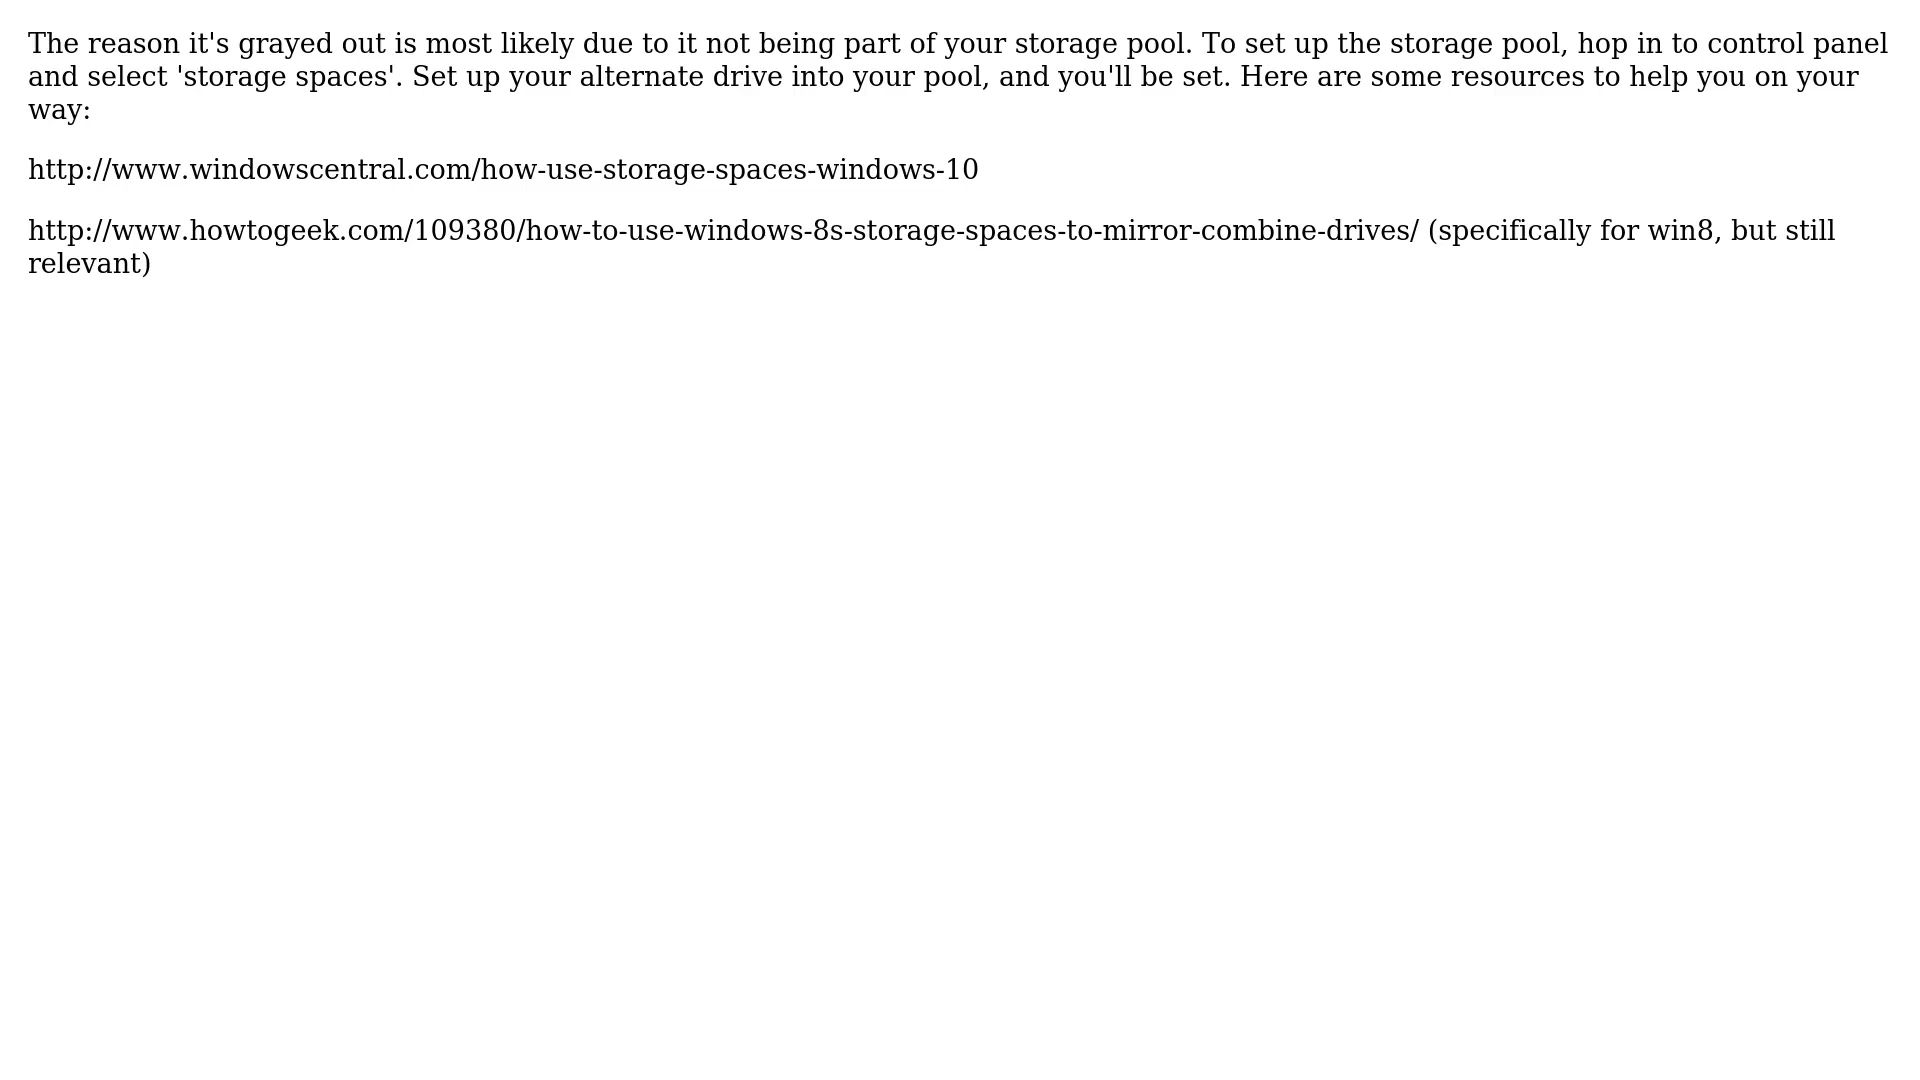 The reason it's grayed out is most likely due to it not being part of your storage pool. To set up the storage pool, hop in to control panel
and select 'storage spaces'. Set up your alternate drive into your pool, and you'll be set. Here are some resources to help you on your
way:
http://www.windowscentral.com/how-use-storage-spaces-windows-10
http://www.howtogeek.com/109380/how-to-use-windows-8s-storage-spaces-to-mirror-combine-drives/ (specifically for win8, but still
relevant)